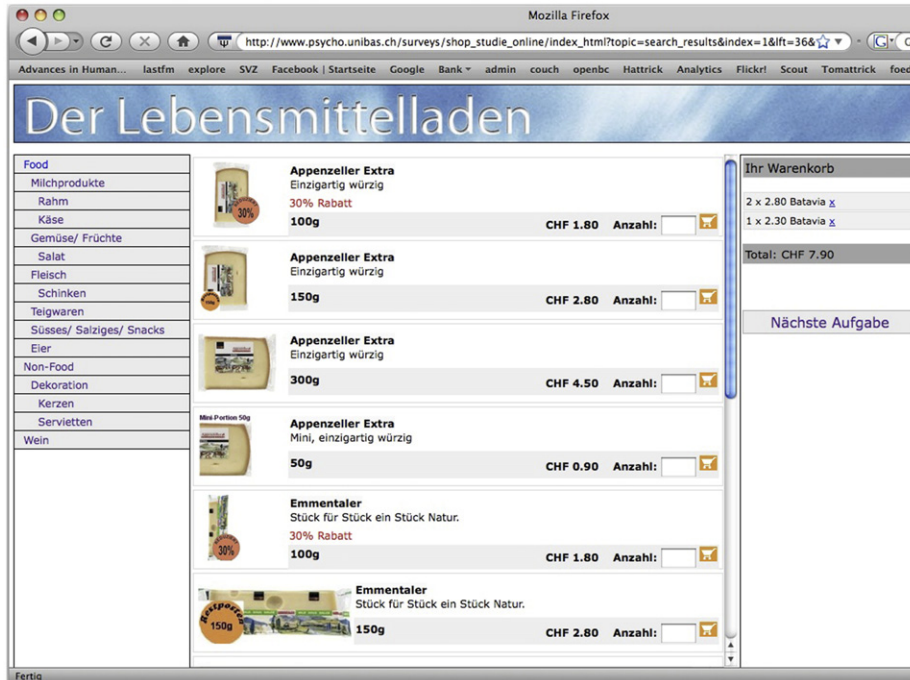 Mozilla Firefox
http://www.psycho.unibas.ch/surveys/shop_studie_online/index_html?topic=search_results&index=1&lft=36&
Advances in Human... lastfm explore SVZ Facebook | Startseite Google Bank admin couch openbc Hattrick Analytics Flickr! Scout Tomattrick foed
Der Lebensmittelladen
Food
Milchprodukte
Rahm
Käse
Gemüse/ Früchte
Salat
Fleisch
Schinken
Teigwaren
Süsses/ Salziges/ Snacks
Eier
Non-Food
Dekoration
Kerzen
Servietten
Wein
Appenzeller Extra
Einzigartig würzig
30% Rabatt
30%
100g CHF 1.80 Anzahl:
Appenzeller Extra
Einzigartig würzig
150g CHF 2.80 Anzahl:
Appenzeller Extra
Einzigartig würzig
300g CHF 4.50 Anzahl:
Mini-Portion 50g
Appenzeller Extra
Mini, einzigartig würzig
50g CHF 0.90 Anzahl:
Emmentaler
Stück für Stück ein Stück Natur.
30% Rabatt
30%
100g CHF 1.80 Anzahl:
Emmentaler
Stück für Stück ein Stück Natur.
Restposten
150g
150g CHF 2.80 Anzahl:
Ihr Warenkorb
2 x 2.80 Batavia x
1 x 2.30 Batavia x
Total: CHF 7.90
Nächste Aufgabe
Fertig